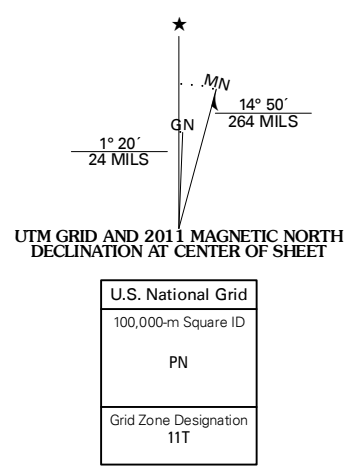 ★
MN
GN
14° 50´
264 MILS
1° 20´
24 MILS
UTM GRID AND 2011 MAGNETIC NORTH
DECLINATION AT CENTER OF SHEET
U.S. National Grid
100,000-m Square ID
PN
Grid Zone Designation
11T